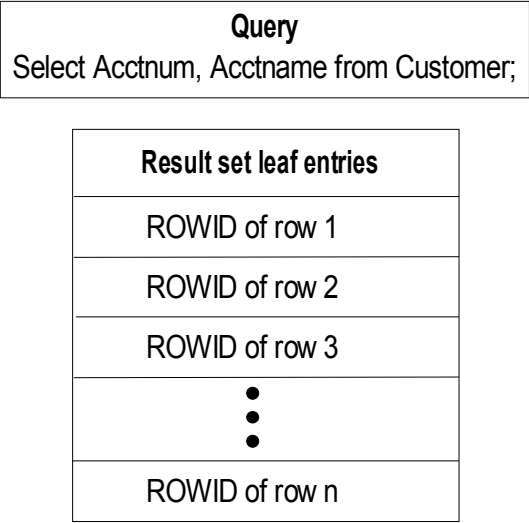 Query
Select Acctnum, Acctname from Customer;
Result set leaf entries
ROWID of row 1
ROWID of row 2
ROWID of row 3
ROWID of row n